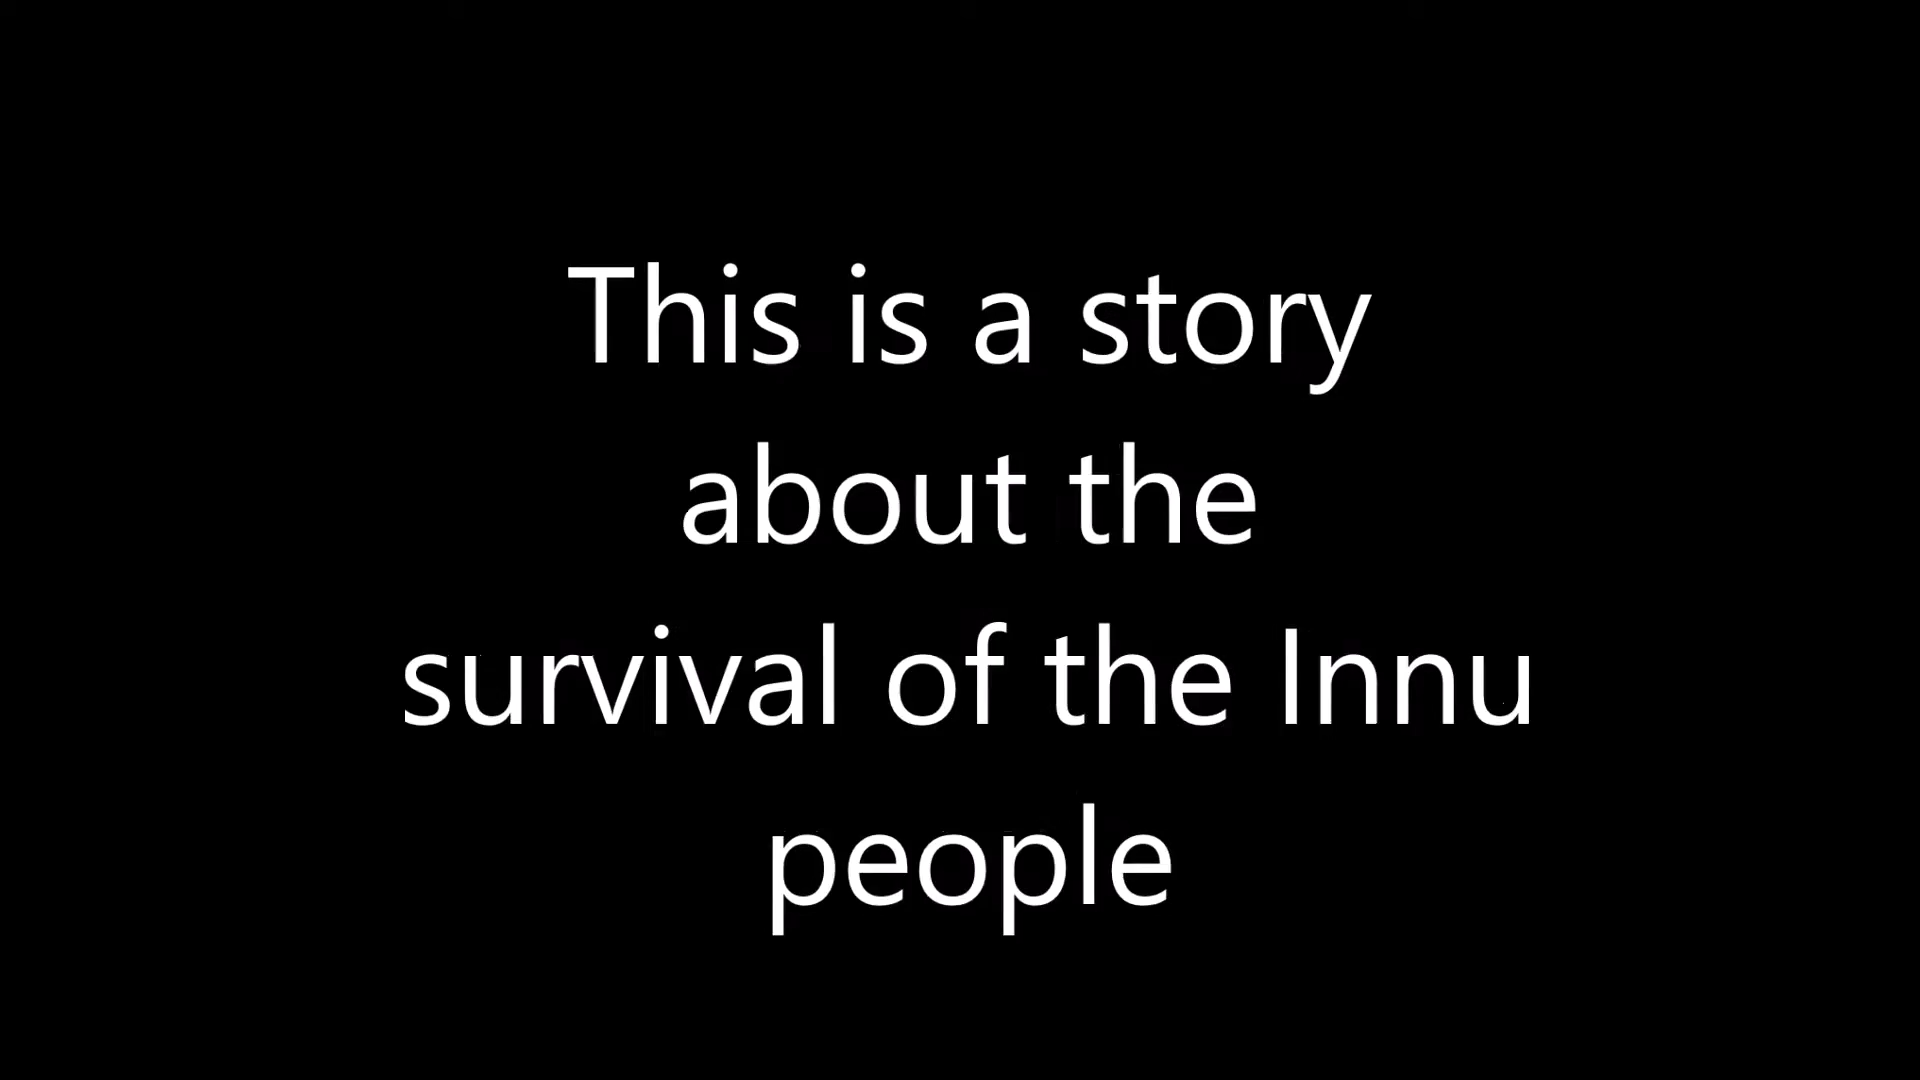 This is a story
about the
survival of the Innu
people